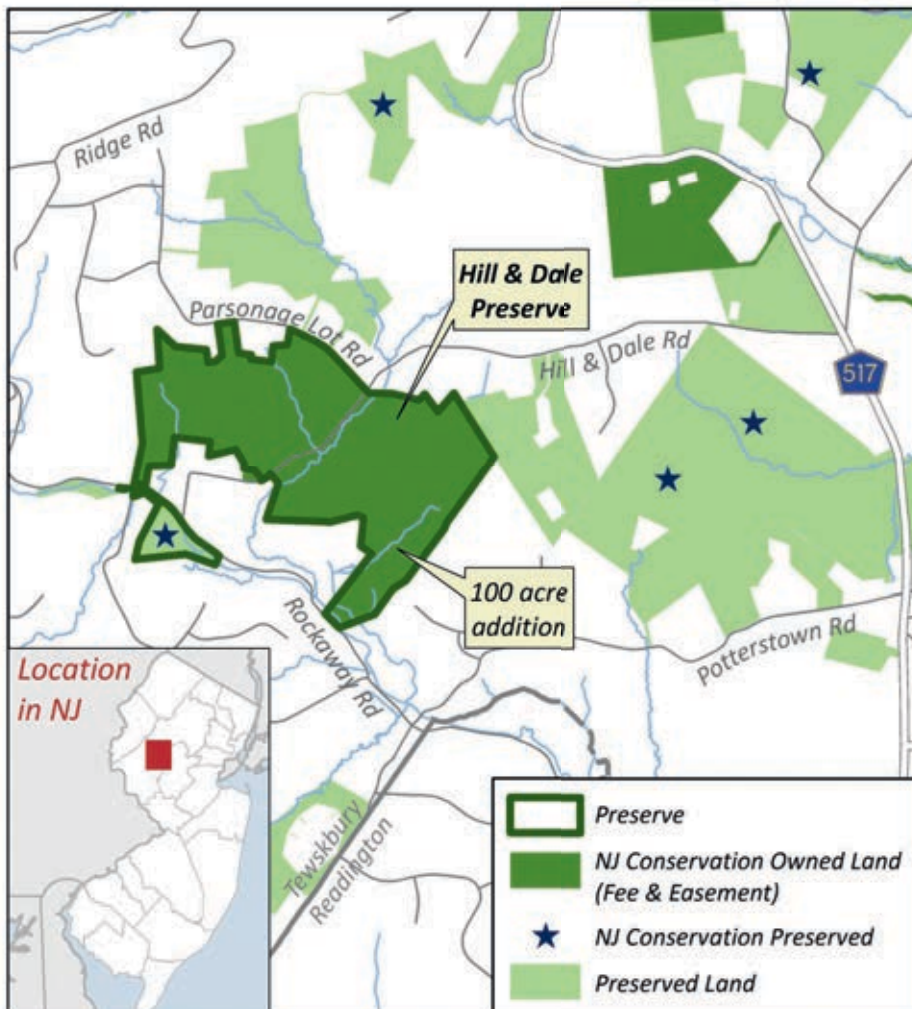 Ridge Rd
Hill & Dale
Preserve
Parsonage Lot Rd
Hill & Dale Rd
517
100 acre
addition
Rockaway Rd
Potterstown Rd
Location
in NJ
Tewskbury
Readington
Preserve
NJ Conservation Owned Land
(Fee & Easement)
NJ Conservation Preserved
Preserved Land